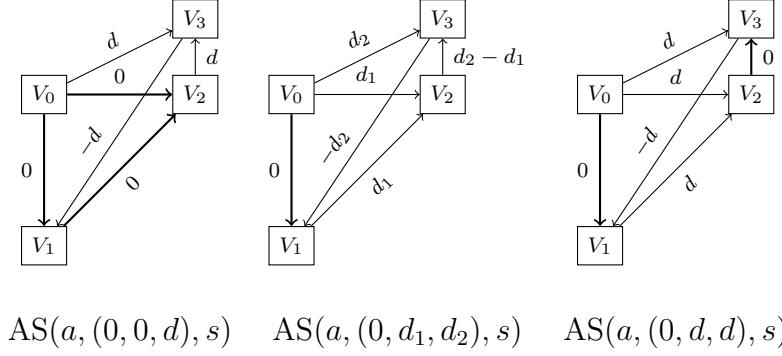 V₃
d
d
0
V₀
V₂
−d
0
0
V₁
AS(a, (0, 0, d), s)
V₃
d₂
d₂ − d₁
d₁
V₀
V₂
−d₂
0
d₁
V₁
AS(a, (0, d₁, d₂), s)
V₃
d
0
d
V₀
V₂
−d
0
d
V₁
AS(a, (0, d, d), s)